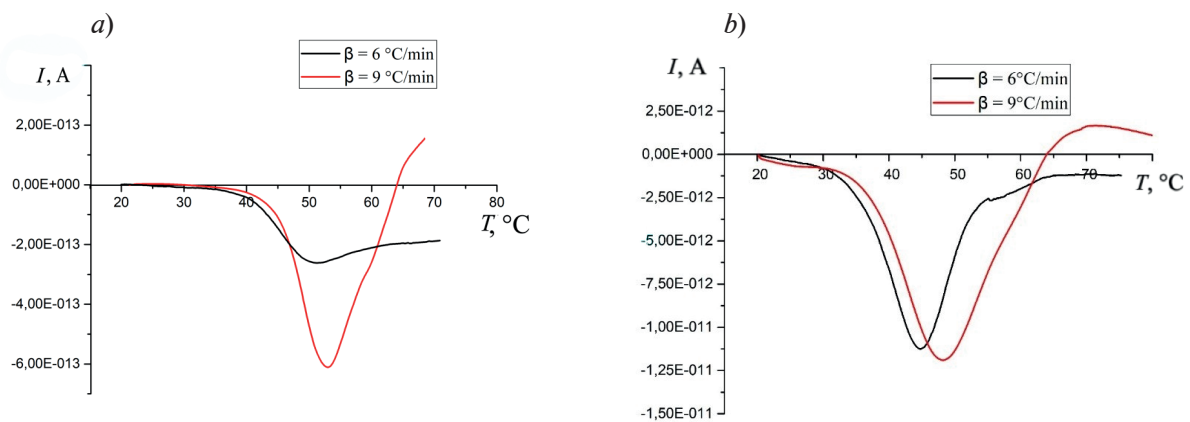 a)
β = 6 °C/min
β = 9 °C/min
I, A
2,00E-013
0,00E+000
-2,00E-013
-4,00E-013
-6,00E-013
20 30 40 50 60 70 80
T, °C
b)
β = 6°C/min
β = 9°C/min
I, A
2,50E-012
0,00E+000
-2,50E-012
-5,00E-012
-7,50E-012
-1,00E-011
-1,25E-011
-1,50E-011
20 30 40 50 60 70 80
T, °C